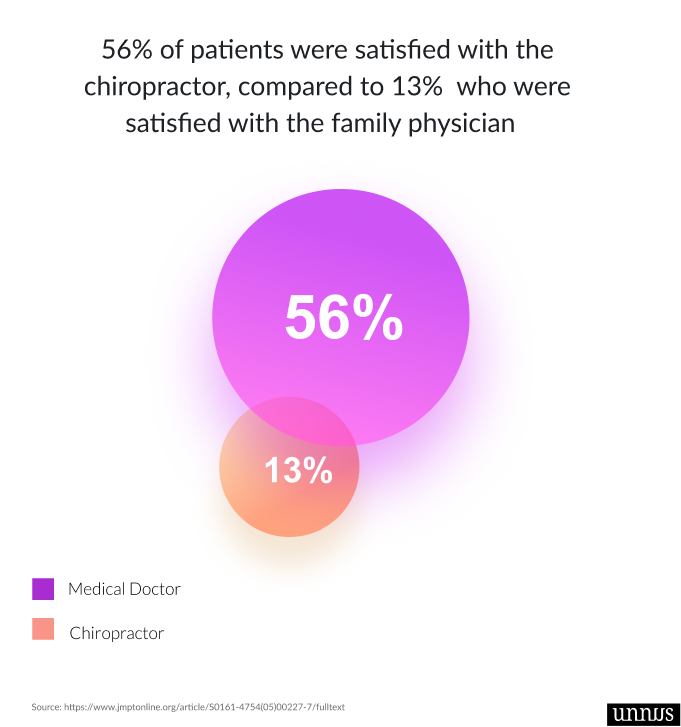 56% of patients were satisfied with the
chiropractor, compared to 13% who were
satisfied with the family physician
56%
13%
Medical Doctor
Chiropractor
Source: https://www.jmptonline.org/article/S0161-4754(05)00227-7/fulltext